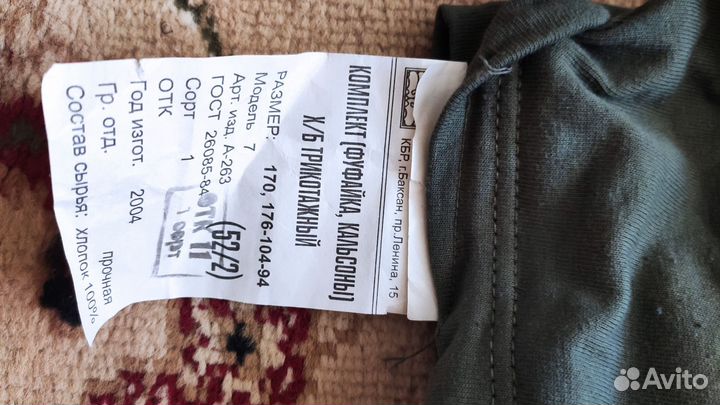 КБР, г.Баксан, пр.Ленина, 15
КОМПЛЕКТ (ФУФАЙКА, КАЛЬСОНЫ)
Х/Б ТРИКОТАЖНЫЙ
РАЗМЕР: 170, 176-104-94
Модель 7 (52/2)
Арт. изд. А-263
ГОСТ 26085-84
Сорт 1
ОТК
ОТК 11
1 сорт
Год изгот. 2004
Гр. отд. прочная
Состав сырья: хлопок 100%
Avito